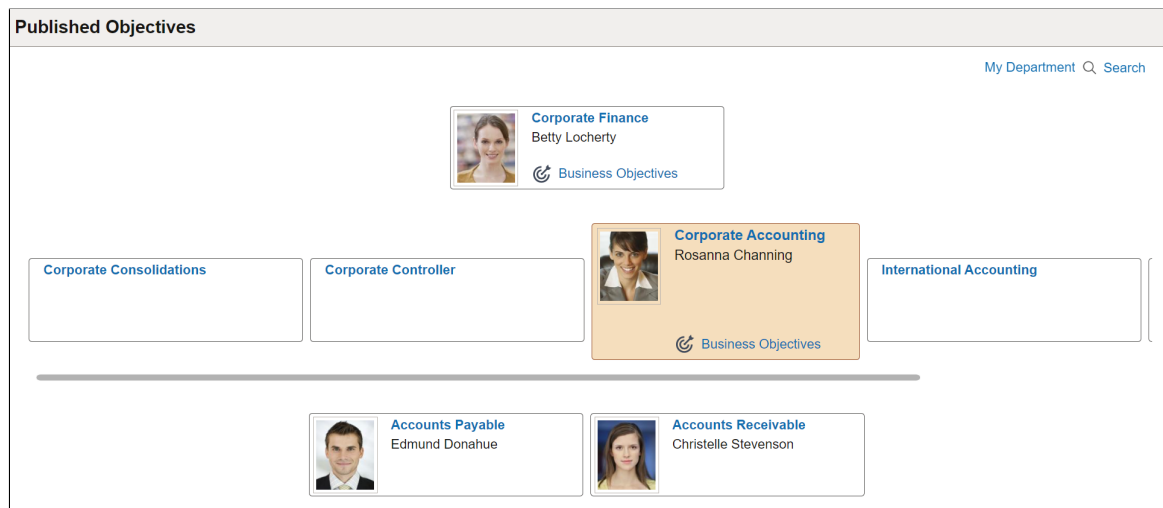 Published Objectives
My Department Search
Corporate Finance
Betty Locherty
Business Objectives
Corporate Consolidations
Corporate Controller
Corporate Accounting
Rosanna Channing
Business Objectives
International Accounting
Accounts Payable
Edmund Donahue
Accounts Receivable
Christelle Stevenson